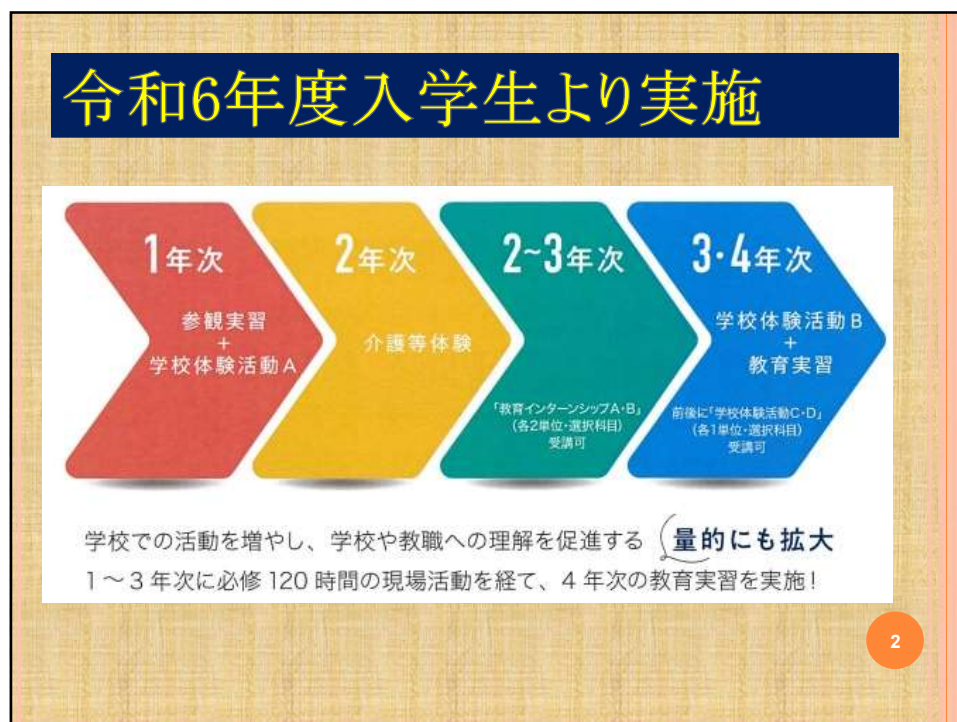 令和6年度入学生より実施
1年次
参観実習
+
学校体験活動A
2年次
介護等体験
2~3年次
「教育インターンシップA・B」
(各2単位・選択科目)
受講可
3・4年次
学校体験活動B
+
教育実習
前後に「学校体験活動C・D」
(各1単位・選択科目)
受講可
学校での活動を増やし、学校や教職への理解を促進する 量的にも拡大
1〜3年次に必修120時間の現場活動を経て、4年次の教育実習を実施!
2